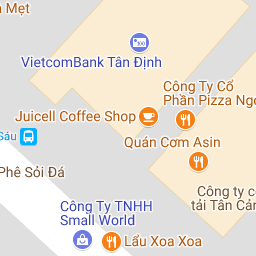 Mẹt
VietcomBank Tân Định
Công Ty Cổ
Phần Pizza Ngo
Juicell Coffee Shop
Sáu
Quán Cơm Asin
Phê Sỏi Đá
Công ty c
tải Tân Cản
Công Ty TNHH
Small World
Lẩu Xoa Xoa